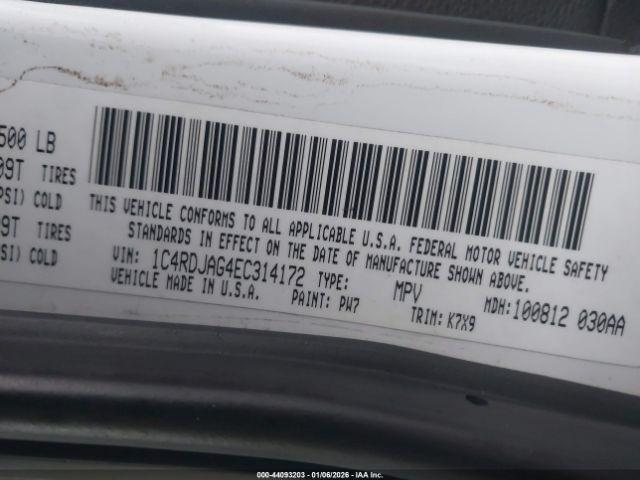 500 LB
09T TIRES
PSI) COLD
9T TIRES
SI) COLD
THIS VEHICLE CONFORMS TO ALL APPLICABLE U.S.A. FEDERAL MOTOR VEHICLE SAFETY
STANDARDS IN EFFECT ON THE DATE OF MANUFACTURE SHOWN ABOVE.
VIN: 1C4RDJAG4EC314172 TYPE: MPV MDH:100812 030AA
VEHICLE MADE IN U.S.A. PAINT: PW7 TRIM: K7X9
000-44093203 - 01/06/2026 - IAA Inc.